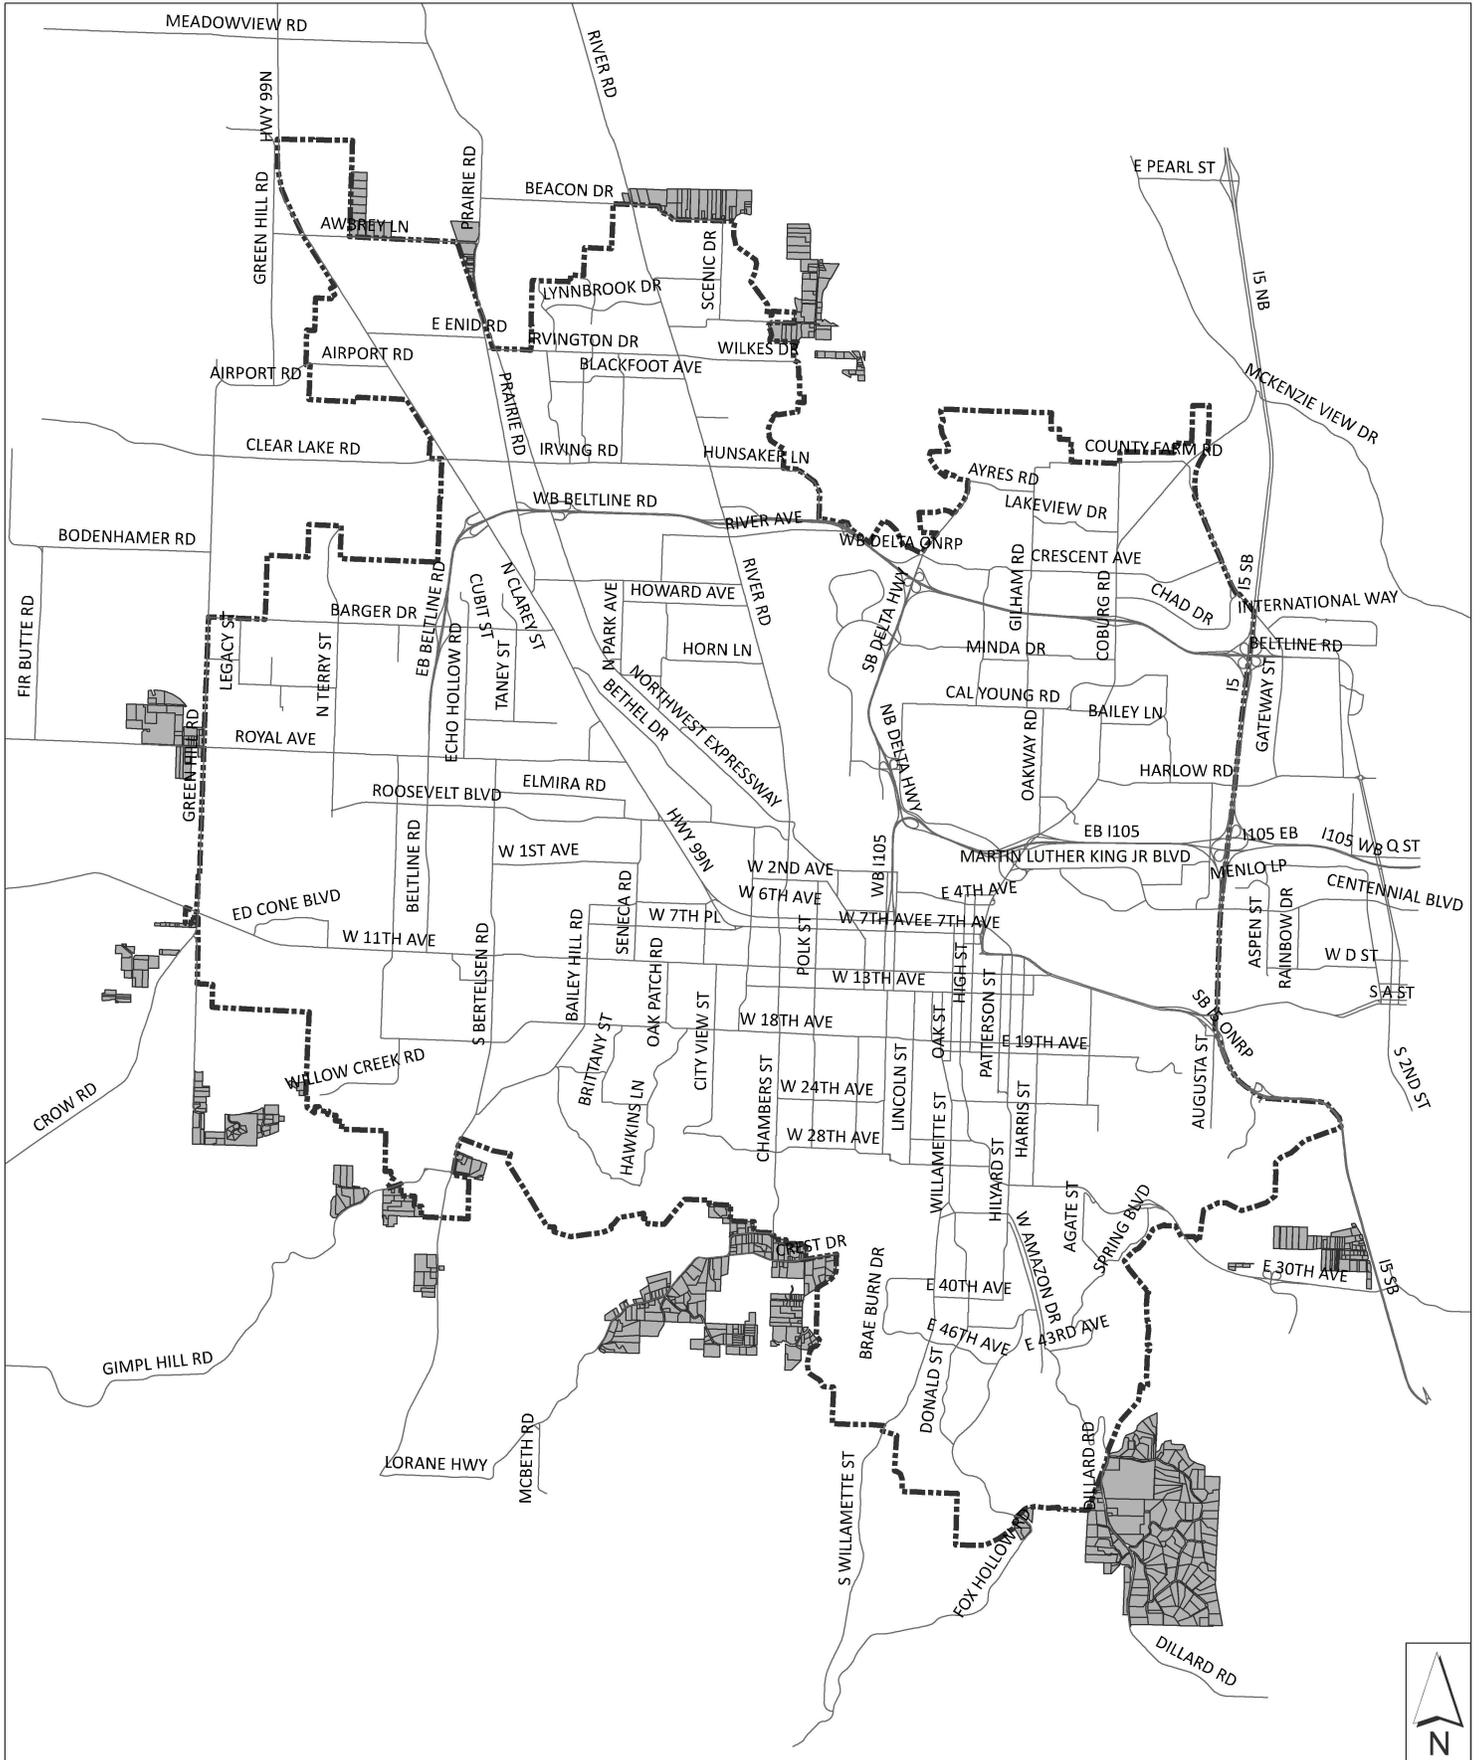 MEADOWVIEW RD
RIVER RD
HWY 99N
E PEARL ST
PRAIRIE RD
BEACON DR
GREEN HILL RD
AWBREY LN
SCENIC DR
I5 NB
LYNNBROOK DR
E ENID RD
IRVINGTON DR
WILKES DR
AIRPORT RD
AIRPORT RD
BLACKFOOT AVE
MCKENZIE VIEW DR
PRAIRIE RD
CLEAR LAKE RD
IRVING RD
HUNSAKER LN
COUNTY FARM RD
AYRES RD
WB BELTLINE RD
LAKEVIEW DR
RIVER AVE
BODENHAMER RD
WB DELTA ONRP
CRESCENT AVE
I5 SB
N CLAREY ST
CUBIT ST
RIVER RD
HOWARD AVE
GILHAM RD
COBURG RD
CHAD DR
INTERNATIONAL WAY
FIR BUTTE RD
BARGER DR
EB BELTLINE RD
N PARK AVE
SB DELTA HWY
LEGACY ST
N TERRY ST
ECHO HOLLOW RD
TANEY ST
HORN LN
MINDA DR
BELTLINE RD
I5
GATEWAY ST
NORTHWEST EXPRESSWAY
BETHEL DR
CAL YOUNG RD
BAILEY LN
NB DELTA HWY
OAKWAY RD
GREEN HILL RD
ROYAL AVE
HARLOW RD
ELMIRA RD
ROOSEVELT BLVD
HWY 99N
EB I105
I105 EB
I105 WB
Q ST
BELTLINE RD
W 1ST AVE
W 2ND AVE
WB I105
MARTIN LUTHER KING JR BLVD
MENLO LP
CENTENNIAL BLVD
W 6TH AVE
E 4TH AVE
SENECA RD
ED CONE BLVD
W 7TH PL
W 7TH AVE
E 7TH AVE
ASPEN ST
RAINBOW DR
W 11TH AVE
BAILEY HILL RD
POLK ST
S BERTELSEN RD
OAK PATCH RD
HIGH ST
W D ST
W 13TH AVE
PATTERSON ST
S A ST
CITY VIEW ST
W 18TH AVE
OAK ST
SB I5 ONRP
E 19TH AVE
BRITTANY ST
AUGUSTA ST
S 2ND ST
WILLOW CREEK RD
CROW RD
CHAMBERS ST
W 24TH AVE
LINCOLN ST
HARRIS ST
HAWKINS LN
WILLAMETTE ST
W 28TH AVE
HILYARD ST
AGATE ST
SPRING BLVD
W AMAZON DR
CREST DR
BRAE BURN DR
E 30TH AVE
I5 SB
E 40TH AVE
E 46TH AVE
E 43RD AVE
GIMPL HILL RD
DONALD ST
MCBETH RD
LORANE HWY
DILLARD RD
S WILLAMETTE ST
FOX HOLLOW RD
DILLARD RD
N